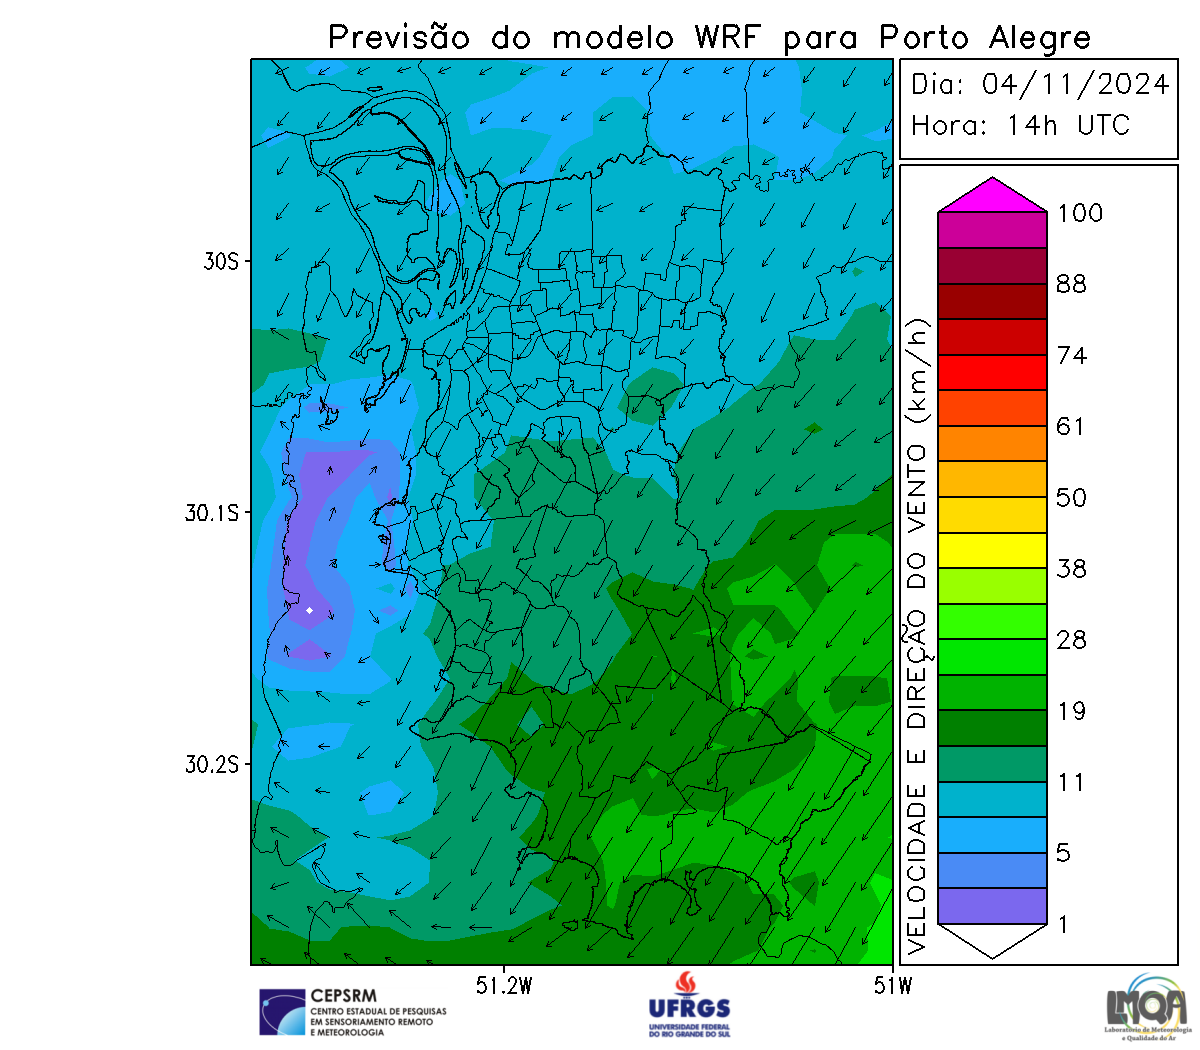 Previsão do modelo WRF para Porto Alegre
Dia: 04/11/2024
Hora: 14h UTC
30S
30.1S
30.2S
51.2W
51W
VELOCIDADE E DIREÇÃO DO VENTO (km/h)
100
88
74
61
50
38
28
19
11
5
1
CEPSRM
CENTRO ESTADUAL DE PESQUISAS
EM SENSORIAMENTO REMOTO
E METEOROLOGIA
UFRGS
UNIVERSIDADE FEDERAL
DO RIO GRANDE DO SUL
LMQA
Laboratório de Meteorologia
e Qualidade do Ar